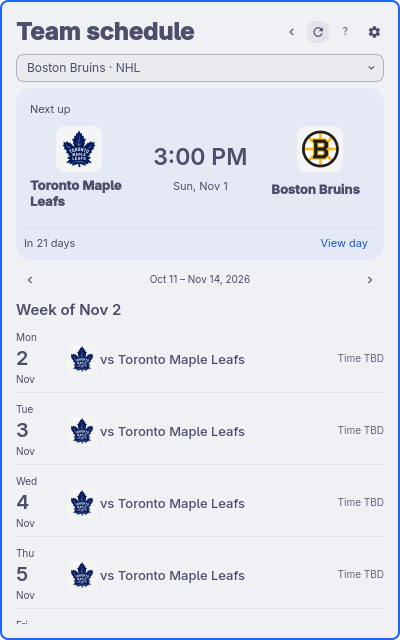 Team schedule
?
Boston Bruins · NHL
Next up
3:00 PM
Sun, Nov 1
Toronto Maple
Leafs
Boston Bruins
In 21 days
View day
Oct 11 – Nov 14, 2026
Week of Nov 2
Mon
2
Nov
vs Toronto Maple Leafs
Time TBD
Tue
3
Nov
vs Toronto Maple Leafs
Time TBD
Wed
4
Nov
vs Toronto Maple Leafs
Time TBD
Thu
5
Nov
vs Toronto Maple Leafs
Time TBD